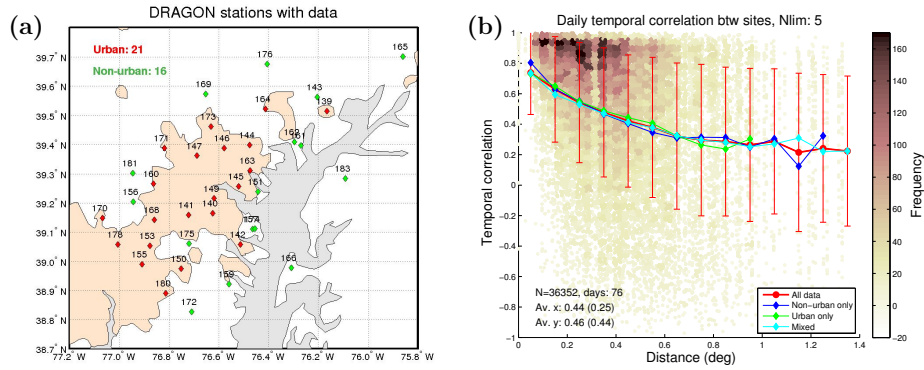 (a)
DRAGON stations with data
Urban: 21
Non-urban: 16
39.7° N
39.6° N
39.5° N
39.4° N
39.3° N
39.2° N
39.1° N
39.0° N
38.9° N
38.8° N
38.7° N
77.2° W 77.0° W 76.8° W 76.6° W 76.4° W 76.2° W 76.0° W 75.8° W
165
176
143
169
164 139
173
171 147 146 144 161
181 160 163 183
156 145 151
149
170 168 141 140
178 153 175 142
155 150 159 166
180
172
(b)
Daily temporal correlation btw sites, Nlim: 5
Temporal correlation
1
0.8
0.6
0.4
0.2
0
−0.2
−0.4
−0.6
−0.8
−1
N=36352, days: 76
Av. x: 0.44 (0.25)
Av. y: 0.46 (0.44)
All data
Non-urban only
Urban only
Mixed
0 0.2 0.4 0.6 0.8 1 1.2 1.4
Distance (deg)
160
140
120
100
80
60
40
20
0
−20
Frequency